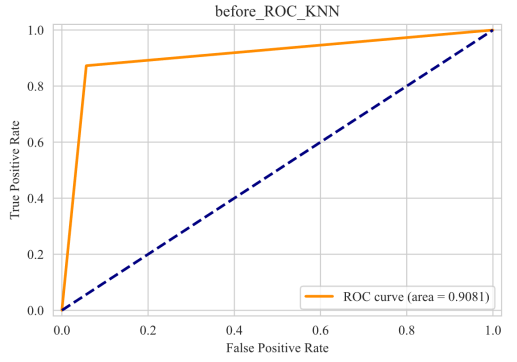 before_ROC_KNN
True Positive Rate
1.0
0.8
0.6
0.4
0.2
0.0
ROC curve (area = 0.9081)
0.0 0.2 0.4 0.6 0.8 1.0
False Positive Rate